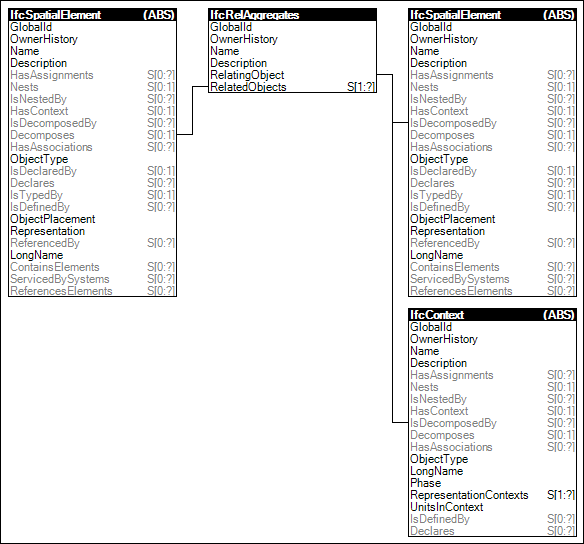 IfcSpatialElement (ABS)
GlobalId
OwnerHistory
Name
Description
HasAssignments S[0:?]
Nests S[0:1]
IsNestedBy S[0:?]
HasContext S[0:1]
IsDecomposedBy S[0:?]
Decomposes S[0:1]
HasAssociations S[0:?]
ObjectType
IsDeclaredBy S[0:1]
Declares S[0:?]
IsTypedBy S[0:1]
IsDefinedBy S[0:?]
ObjectPlacement
Representation
ReferencedBy S[0:?]
LongName
ContainsElements S[0:?]
ServicedBySystems S[0:?]
ReferencesElements S[0:?]
IfcRelAggregates
GlobalId
OwnerHistory
Name
Description
RelatingObject
RelatedObjects S[1:?]
IfcSpatialElement (ABS)
GlobalId
OwnerHistory
Name
Description
HasAssignments S[0:?]
Nests S[0:1]
IsNestedBy S[0:?]
HasContext S[0:1]
IsDecomposedBy S[0:?]
Decomposes S[0:1]
HasAssociations S[0:?]
ObjectType
IsDeclaredBy S[0:1]
Declares S[0:?]
IsTypedBy S[0:1]
IsDefinedBy S[0:?]
ObjectPlacement
Representation
ReferencedBy S[0:?]
LongName
ContainsElements S[0:?]
ServicedBySystems S[0:?]
ReferencesElements S[0:?]
IfcContext (ABS)
GlobalId
OwnerHistory
Name
Description
HasAssignments S[0:?]
Nests S[0:1]
IsNestedBy S[0:?]
HasContext S[0:1]
IsDecomposedBy S[0:?]
Decomposes S[0:1]
HasAssociations S[0:?]
ObjectType
LongName
Phase
RepresentationContexts S[1:?]
UnitsInContext
IsDefinedBy S[0:?]
Declares S[0:?]